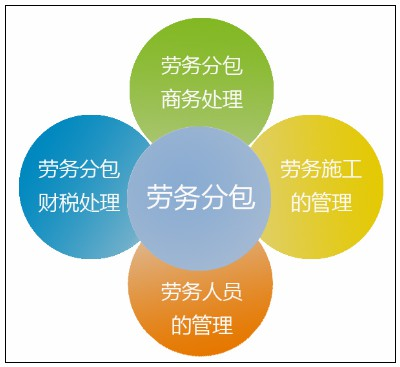 劳务分包
商务处理
劳务分包
财税处理
劳务分包
劳务施工
的管理
劳务人员
的管理